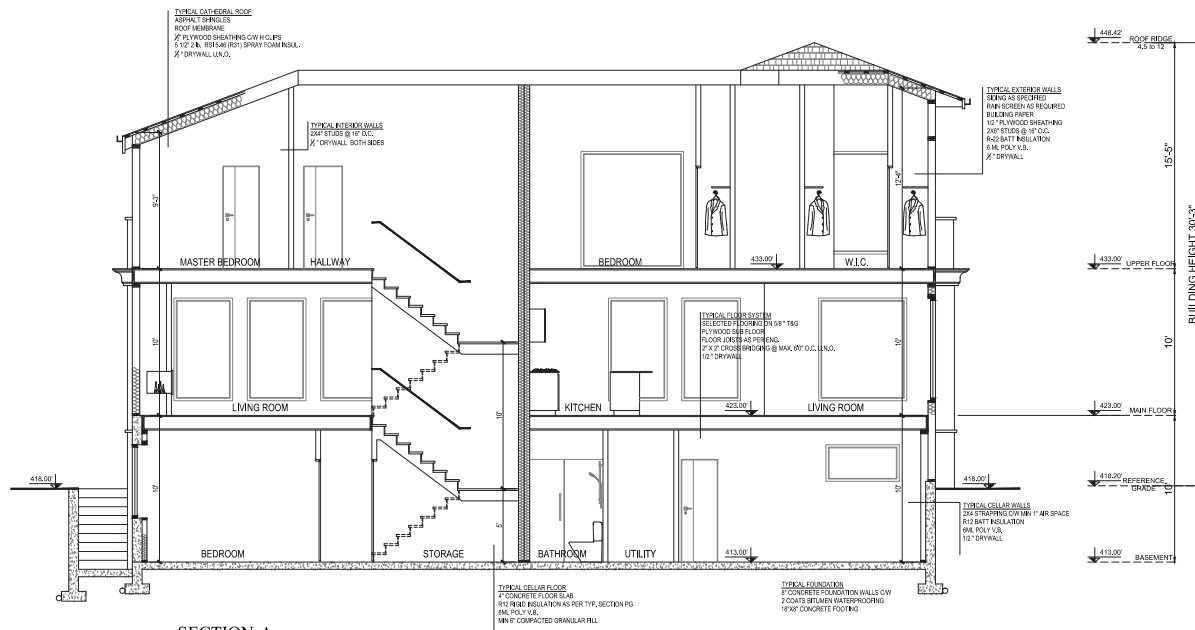 TYPICAL CATHEDRAL ROOF
ASPHALT SHINGLES
ROOF MEMBRANE
½" PLYWOOD SHEATHING C/W H CLIPS
5 1/2" 2 lb. RSI5.46 (R31) SPRAY FOAM INSUL.
½" DRYWALL U.N.O.
448.42'
ROOF RIDGE
4.5 to 12
TYPICAL EXTERIOR WALLS
SIDING AS SPECIFIED
RAIN SCREEN AS REQUIRED
BUILDING PAPER
1/2" PLYWOOD SHEATHING
2X6" STUDS @ 16" O.C.
R-22 BATT INSULATION
6 ML POLY V.B.
½" DRYWALL
TYPICAL INTERIOR WALLS
2X4" STUDS @ 16" O.C.
½" DRYWALL BOTH SIDES
15'-5"
9'-3"
12'-4"
BUILDING HEIGHT 30'-3"
MASTER BEDROOM
HALLWAY
BEDROOM
433.00'
W.I.C.
433.00'
UPPER FLOOR
TYPICAL FLOOR SYSTEM
SELECTED FLOORING ON 5/8" T&G
PLYWOOD SUB FLOOR
FLOOR JOISTS AS PER ENG.
2" X 2" CROSS BRIDGING @ MAX. 6'0" O.C. U.N.O.
1/2" DRYWALL
10'
10'
10'
10'
LIVING ROOM
KITCHEN
423.00'
LIVING ROOM
423.00'
MAIN FLOOR
418.00'
418.00'
418.20'
REFERENCE
GRADE
10'
10'
10'
5'
TYPICAL CELLAR WALLS
2X4 STRAPPING C/W MIN 1" AIR SPACE
R12 BATT INSULATION
6ML POLY V.B.
1/2" DRYWALL
BEDROOM
STORAGE
BATHROOM
UTILITY
413.00'
413.00'
BASEMENT
TYPICAL CELLAR FLOOR
4" CONCRETE FLOOR SLAB
R12 RIGID INSULATION AS PER TYP. SECTION PG
6ML POLY V.B.
MIN 6" COMPACTED GRANULAR FILL
TYPICAL FOUNDATION
8" CONCRETE FOUNDATION WALLS C/W
2 COATS BITUMEN WATERPROOFING
18"X8" CONCRETE FOOTING
SECTION A